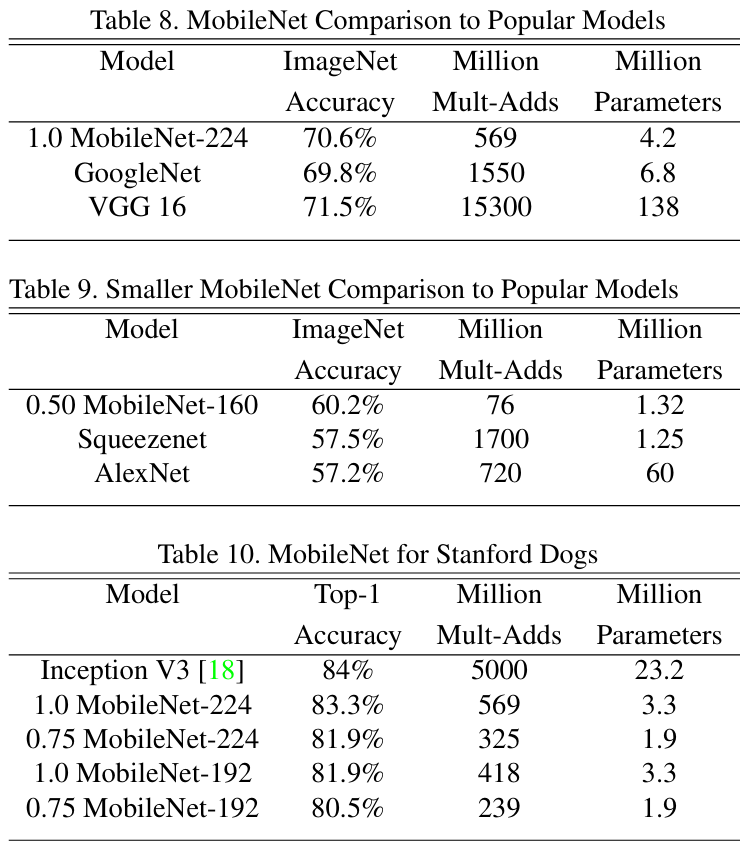 Table 8. MobileNet Comparison to Popular Models
Model ImageNet Million Million
Accuracy Mult-Adds Parameters
1.0 MobileNet-224 70.6% 569 4.2
GoogleNet 69.8% 1550 6.8
VGG 16 71.5% 15300 138
Table 9. Smaller MobileNet Comparison to Popular Models
Model ImageNet Million Million
Accuracy Mult-Adds Parameters
0.50 MobileNet-160 60.2% 76 1.32
Squeezenet 57.5% 1700 1.25
AlexNet 57.2% 720 60
Table 10. MobileNet for Stanford Dogs
Model Top-1 Million Million
Accuracy Mult-Adds Parameters
Inception V3 [18] 84% 5000 23.2
1.0 MobileNet-224 83.3% 569 3.3
0.75 MobileNet-224 81.9% 325 1.9
1.0 MobileNet-192 81.9% 418 3.3
0.75 MobileNet-192 80.5% 239 1.9